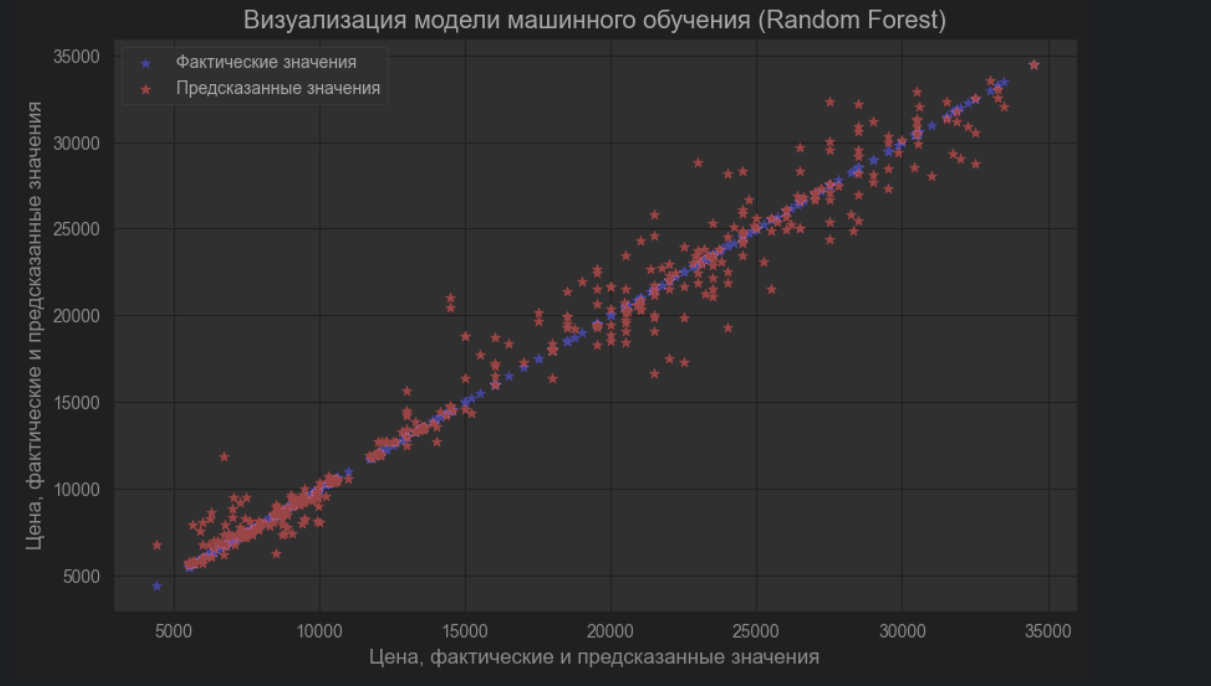 Визуализация модели машинного обучения (Random Forest)
Фактические значения
Предсказанные значения
Цена, фактические и предсказанные значения
35000
30000
25000
20000
15000
10000
5000
5000 10000 15000 20000 25000 30000 35000
Цена, фактические и предсказанные значения